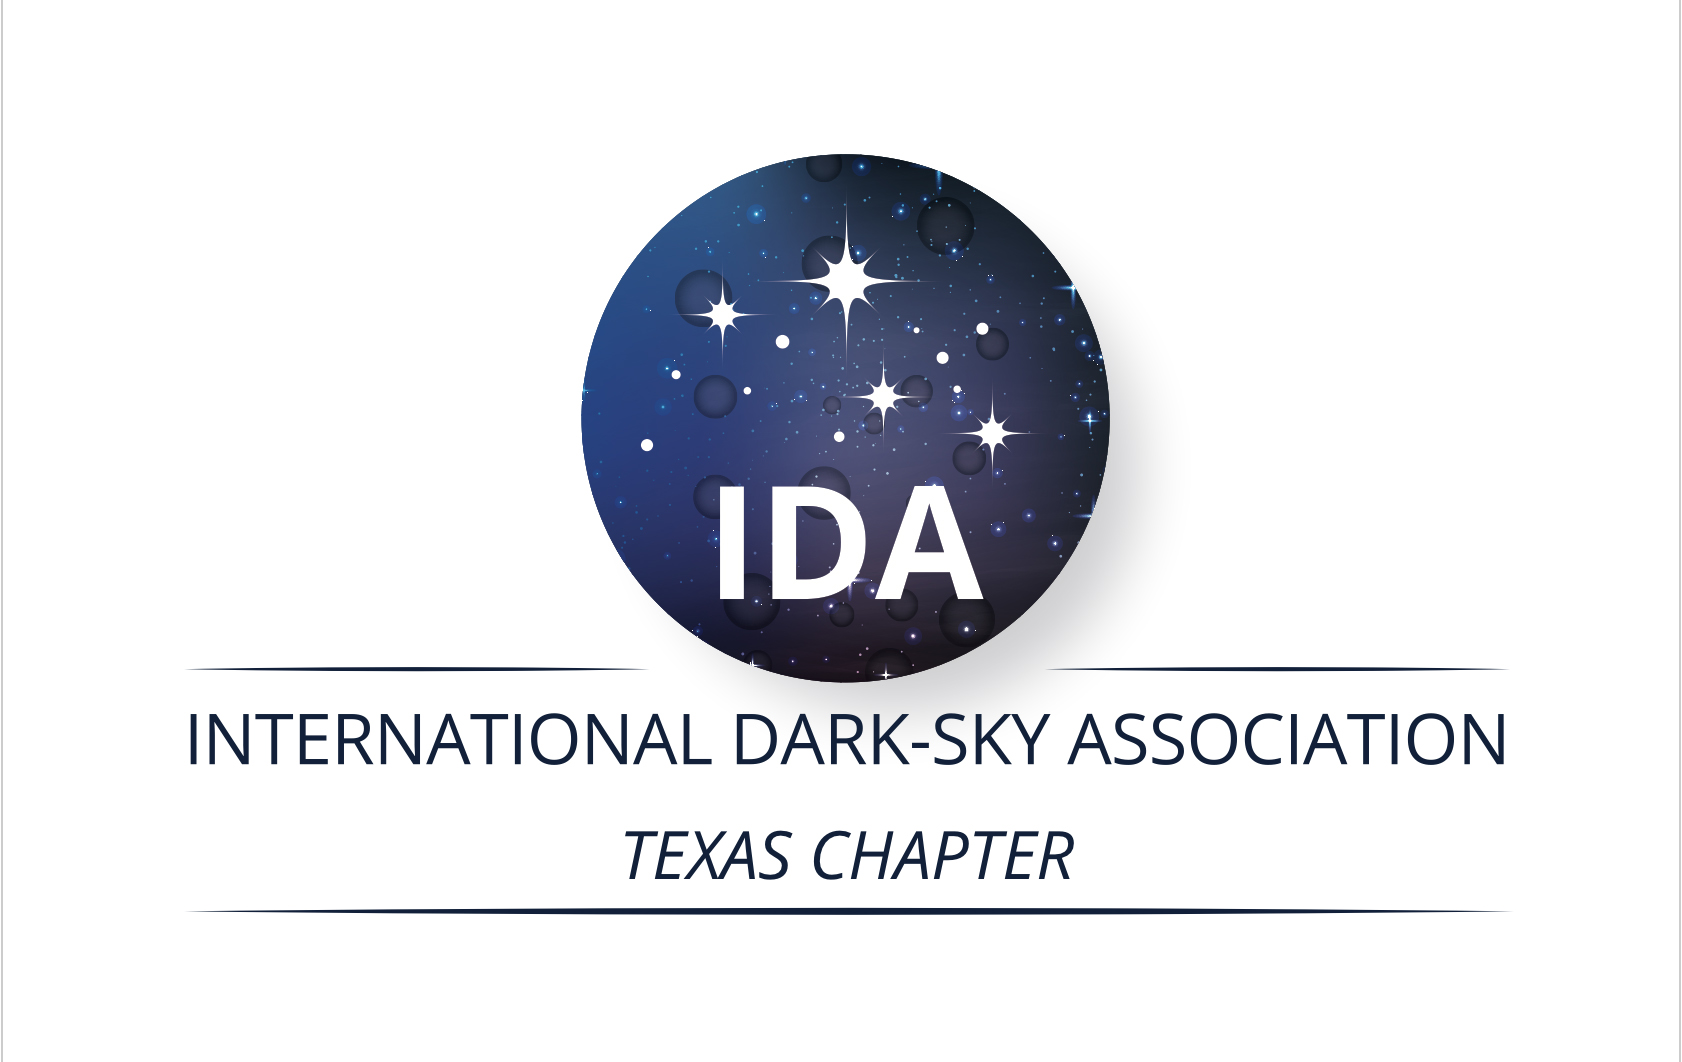 IDA
INTERNATIONAL DARK-SKY ASSOCIATION
TEXAS CHAPTER